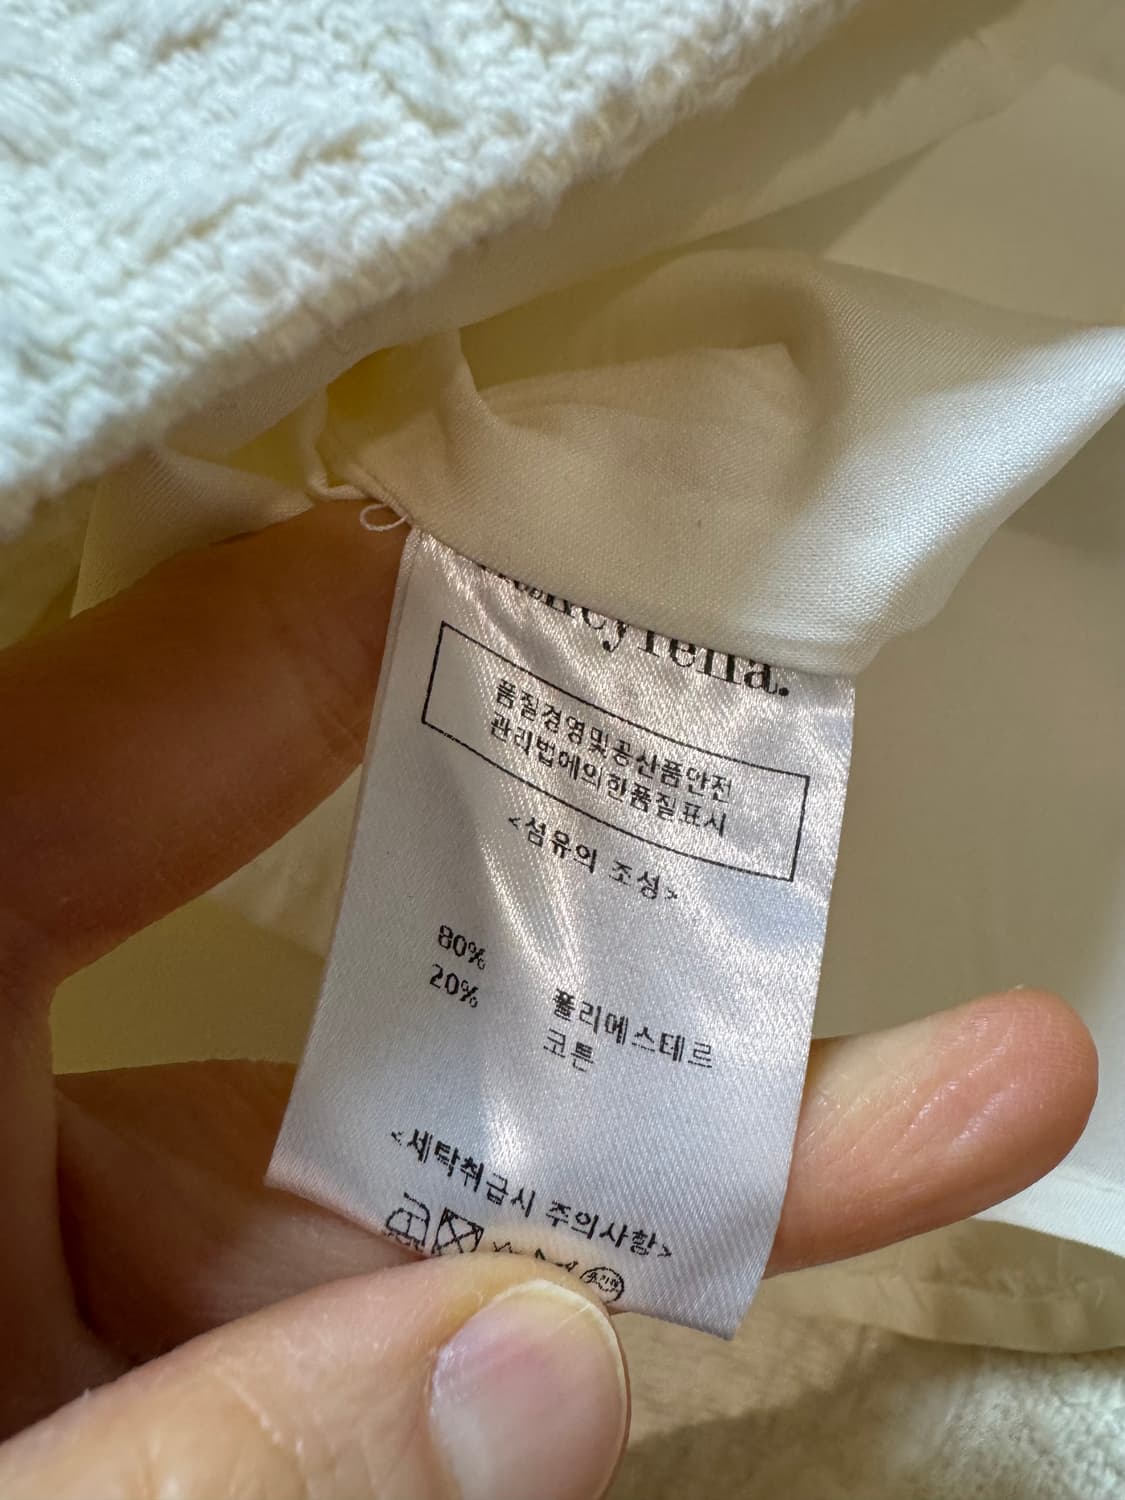 품질경영및공산품안전
관리법에의한품질표시
<섬유의 조성>
80%
20%
폴리에스테르
코튼
<세탁취급시 주의사항>